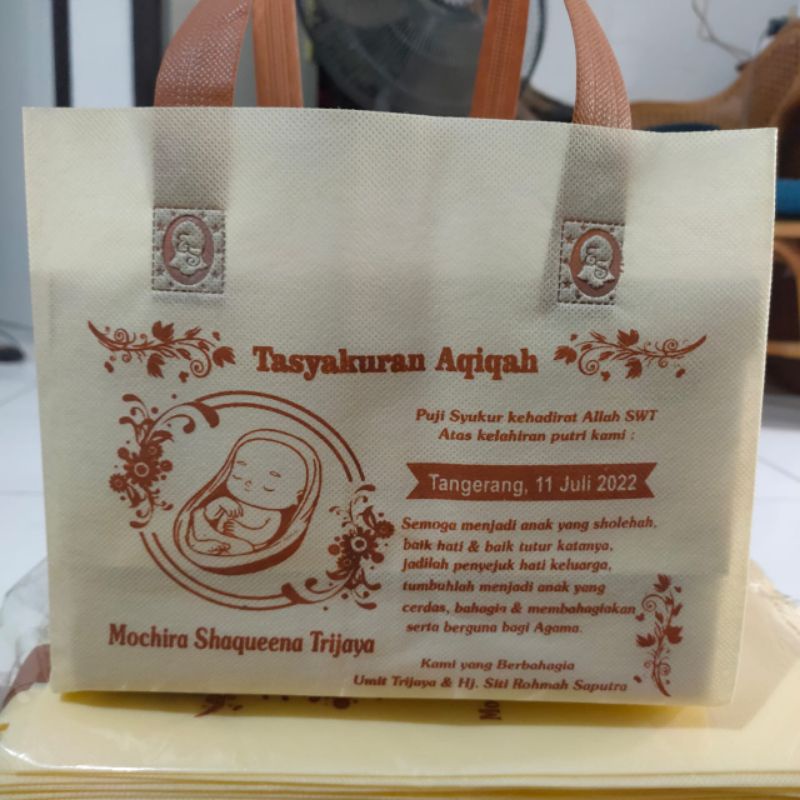 Tasyakuran Aqiqah
Puji Syukur kehadirat Allah SWT
Atas kelahiran putri kami :
Tangerang, 11 Juli 2022
Semoga menjadi anak yang sholehah,
baik hati & baik tutur katanya,
jadilah penyejuk hati keluarga,
tumbuhlah menjadi anak yang
cerdas, bahagia & membahagiakan
serta berguna bagi Agama.
Mochira Shaqueena Trijaya
Kami yang Berbahagia
Umit Trijaya & Hj. Siti Rohmah Saputra
Mo